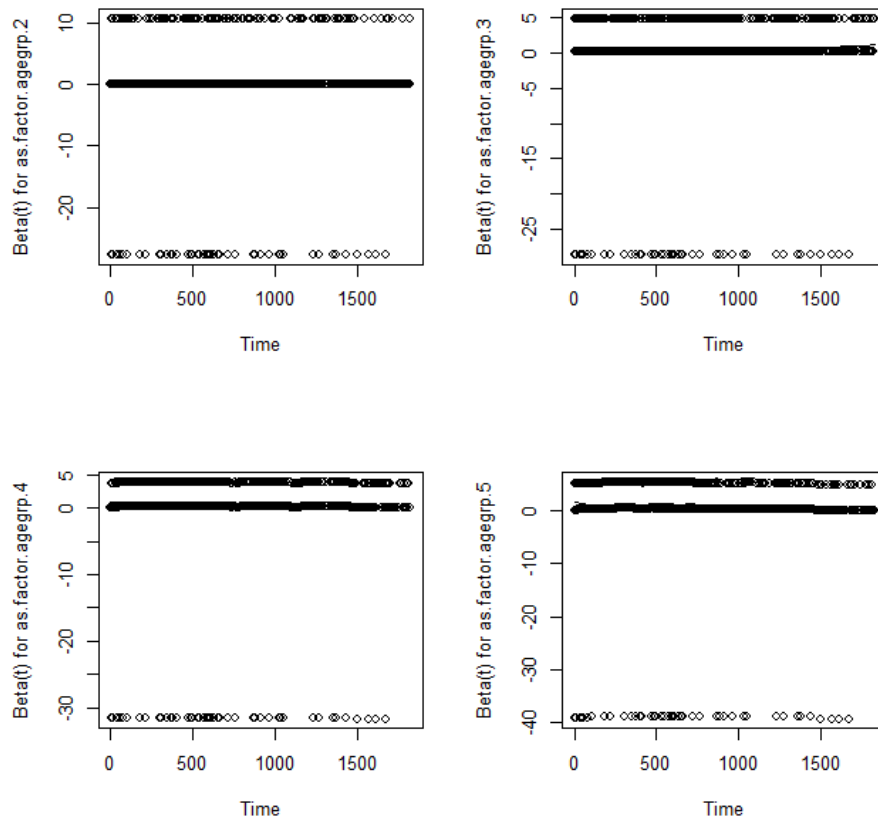 Beta(t) for as.factor.agegrp.2
10
0
-10
-20
0 500 1000 1500
Time
Beta(t) for as.factor.agegrp.3
5
0
-5
-15
-25
0 500 1000 1500
Time
Beta(t) for as.factor.agegrp.4
5
0
-10
-20
-30
0 500 1000 1500
Time
Beta(t) for as.factor.agegrp.5
0
-10
-20
-30
-40
0 500 1000 1500
Time